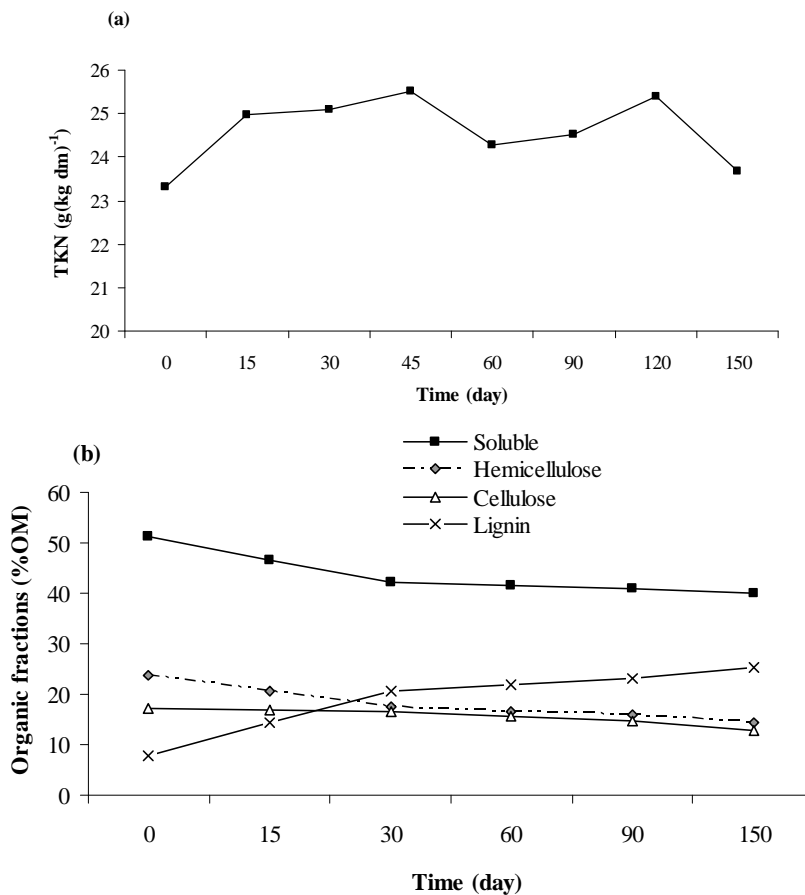 (a)
26
25
24
23
22
21
20
TKN (g(kg dm)-1)
0 15 30 45 60 90 120 150
Time (day)
(b)
Soluble
Hemicellulose
Cellulose
Lignin
60
50
40
30
20
10
0
Organic fractions (%OM)
0 15 30 60 90 150
Time (day)